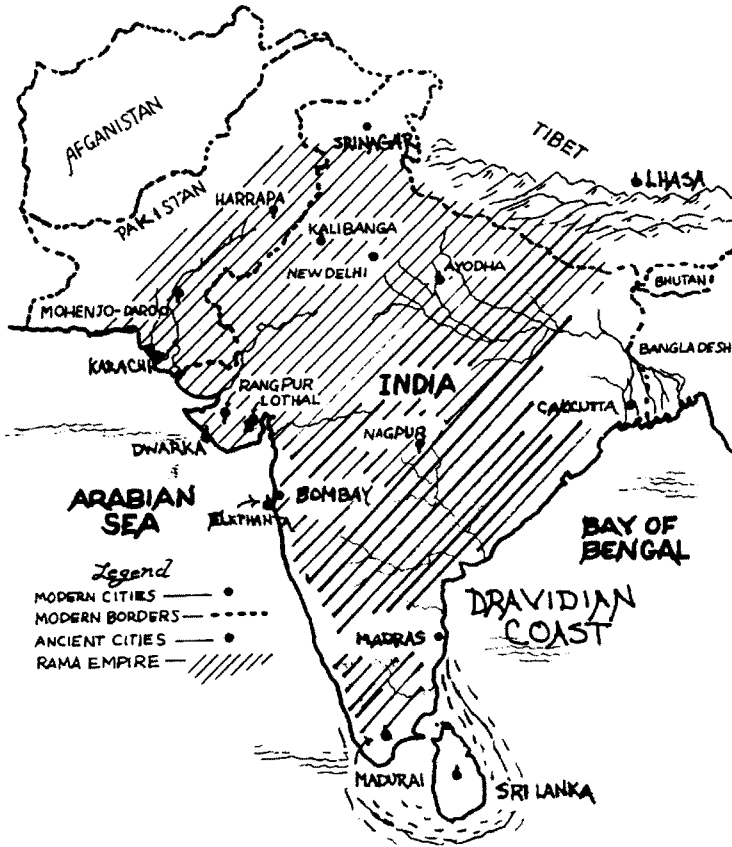 AFGANISTAN
SRINAGAR
TIBET
LHASA
PAKISTAN
HARRAPA
KALIBANGA
NEW DELHI
AYODHA
BHUTAN
MOHENJO-DAROO
BANGLADESH
KARACHI
RANGPUR
LOTHAL
INDIA
CALCUTTA
NAGPUR
DWARKA
ARABIAN
SEA
BOMBAY
ELEPHANTA
BAY OF
BENGAL
Legend
MODERN CITIES
MODERN BORDERS
ANCIENT CITIES
RAMA EMPIRE
DRAVIDIAN
COAST
MADRAS
MADURAI
SRI LANKA